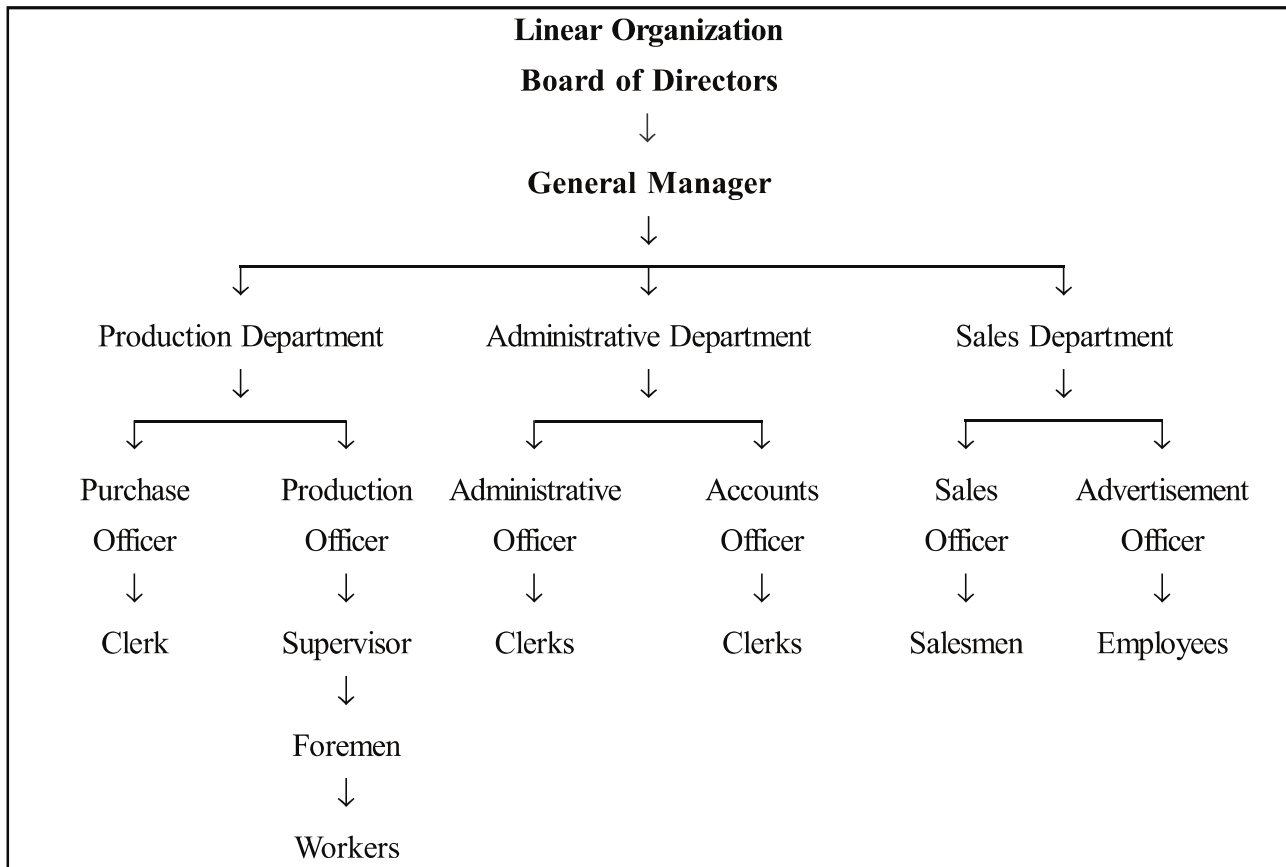 Linear Organization
Board of Directors
↓
General Manager
↓
↓ ↓ ↓
Production Department Administrative Department Sales Department
↓ ↓ ↓
↓ ↓ ↓ ↓ ↓ ↓
Purchase Production Administrative Accounts Sales Advertisement
Officer Officer Officer Officer Officer Officer
↓ ↓ ↓ ↓ ↓ ↓
Clerk Supervisor Clerks Clerks Salesmen Employees
↓
Foremen
↓
Workers